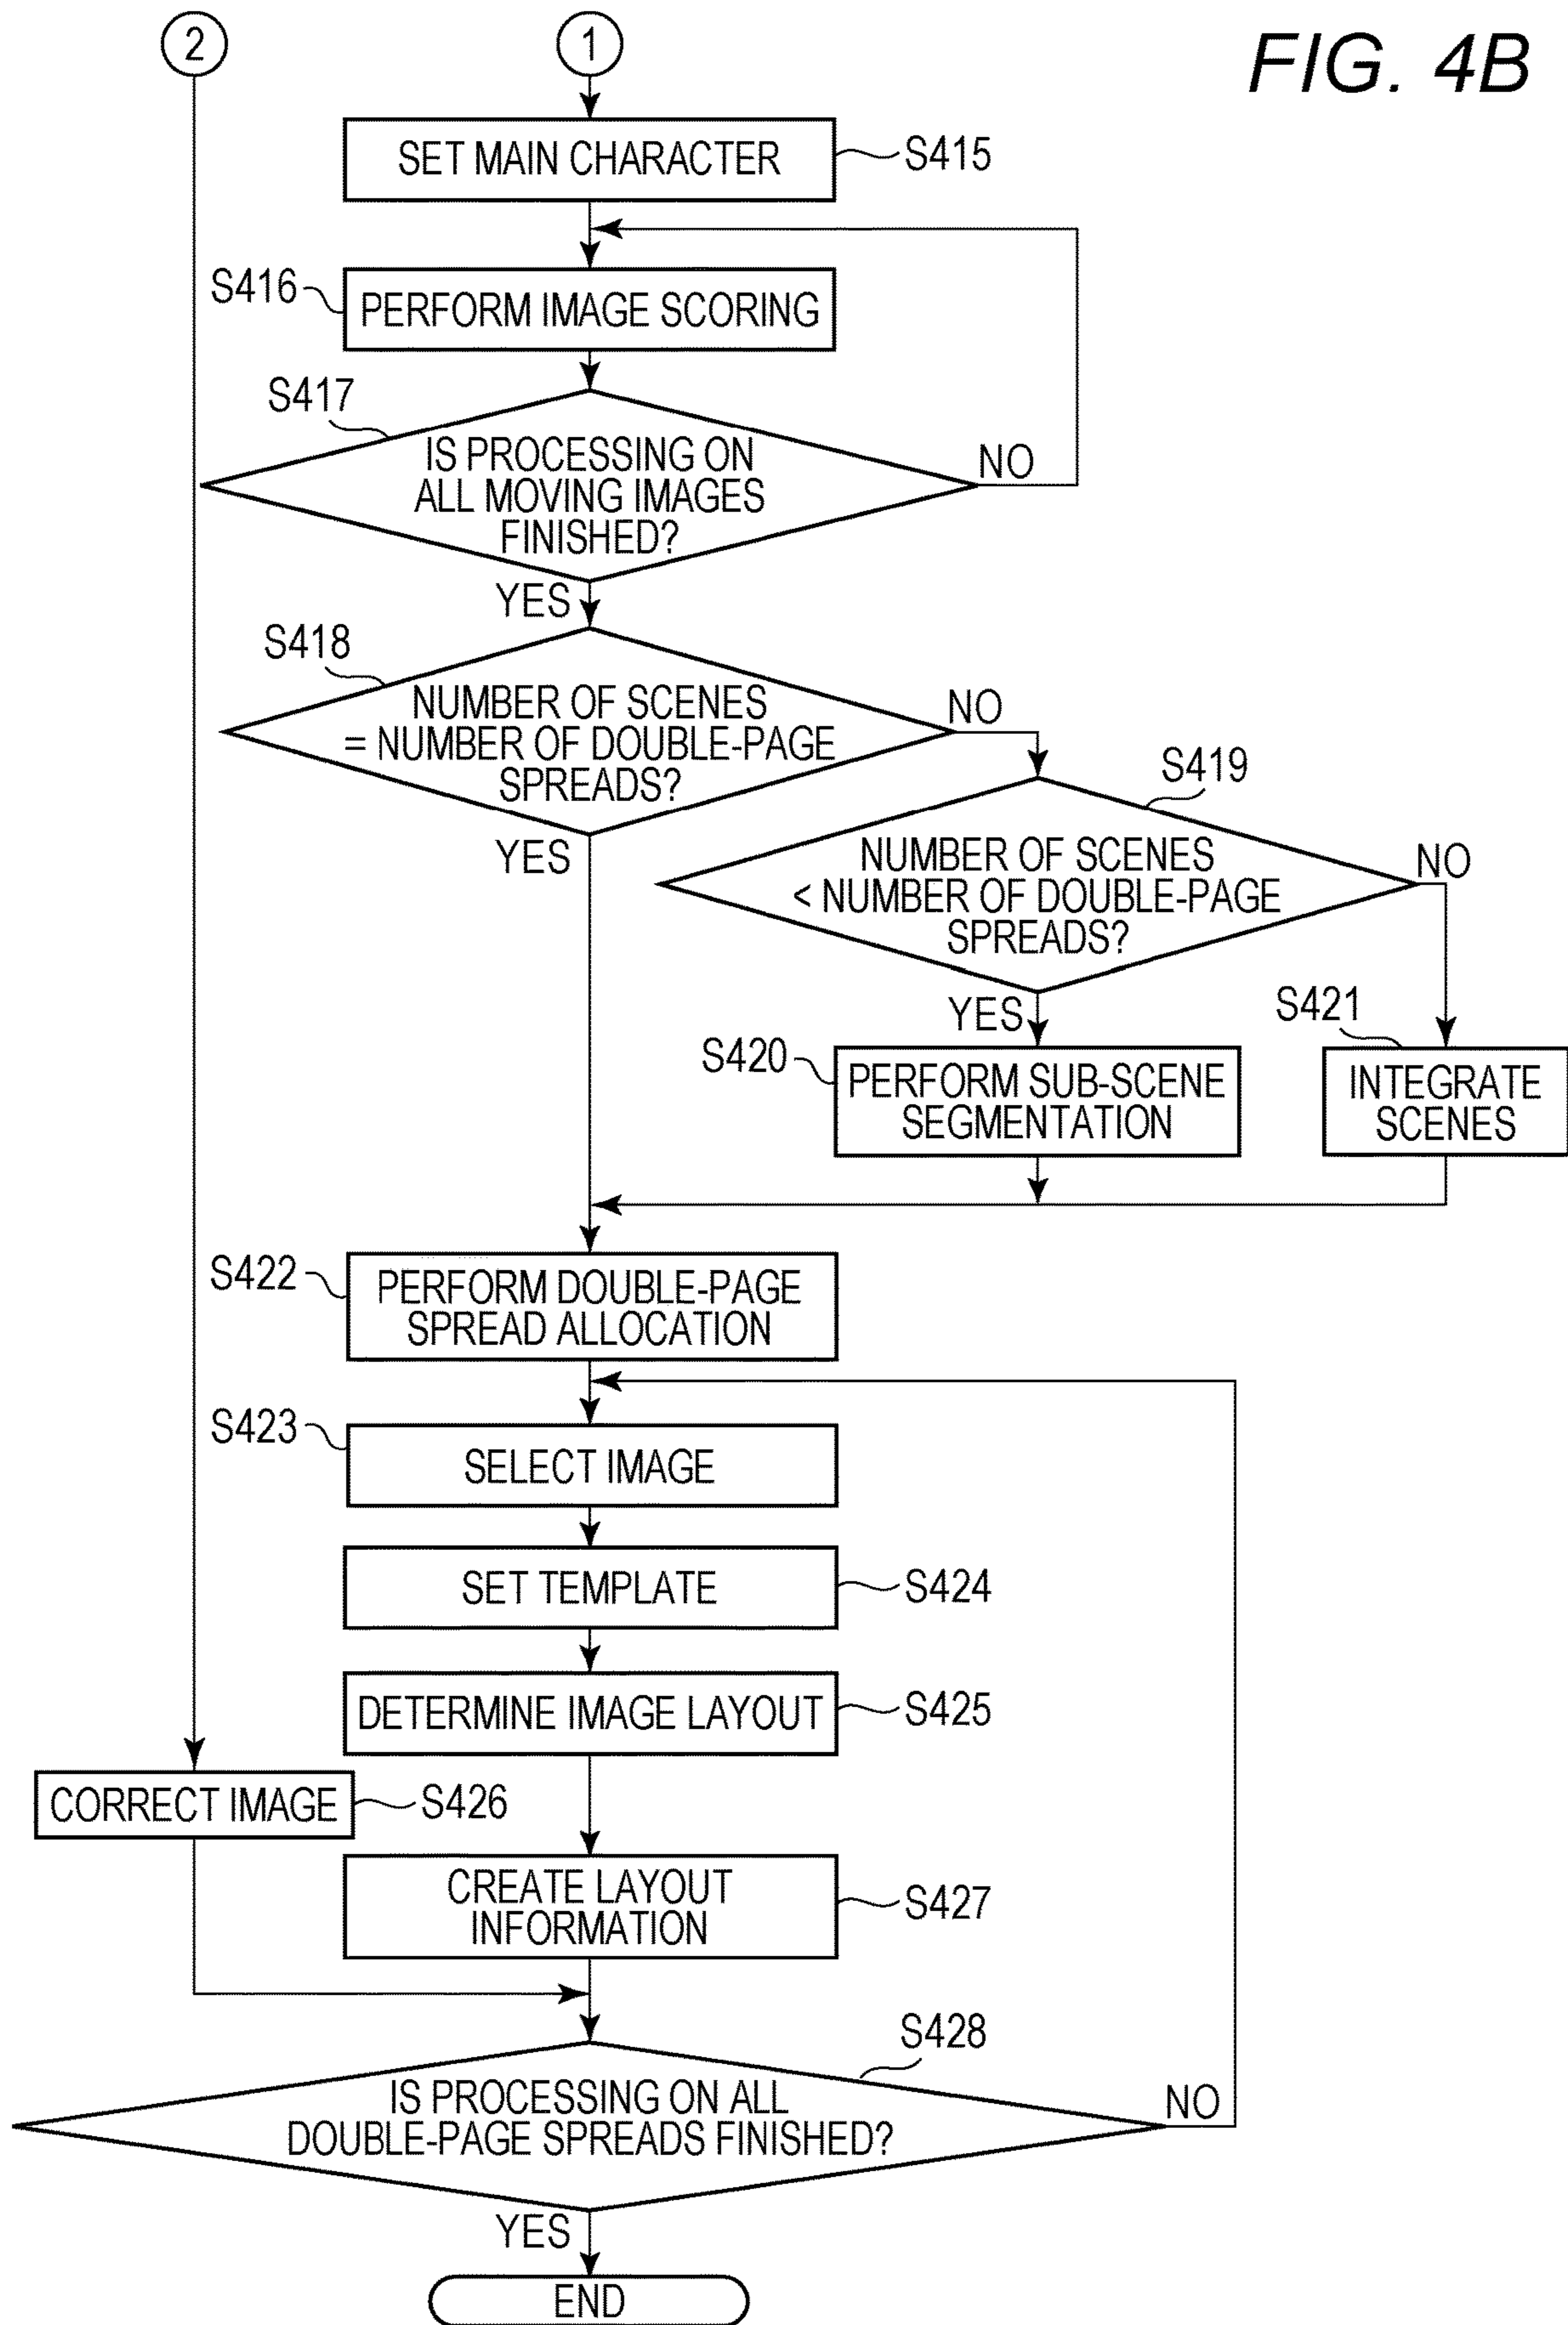 2
1
FIG. 4B
SET MAIN CHARACTER
S415
S416
PERFORM IMAGE SCORING
S417
IS PROCESSING ON
ALL MOVING IMAGES
FINISHED?
NO
YES
S418
NUMBER OF SCENES
= NUMBER OF DOUBLE-PAGE
SPREADS?
NO
YES
S419
NUMBER OF SCENES
< NUMBER OF DOUBLE-PAGE
SPREADS?
NO
YES
S420
PERFORM SUB-SCENE
SEGMENTATION
S421
INTEGRATE
SCENES
S422
PERFORM DOUBLE-PAGE
SPREAD ALLOCATION
S423
SELECT IMAGE
SET TEMPLATE
S424
DETERMINE IMAGE LAYOUT
S425
CORRECT IMAGE
S426
CREATE LAYOUT
INFORMATION
S427
S428
IS PROCESSING ON ALL
DOUBLE-PAGE SPREADS FINISHED?
NO
YES
END